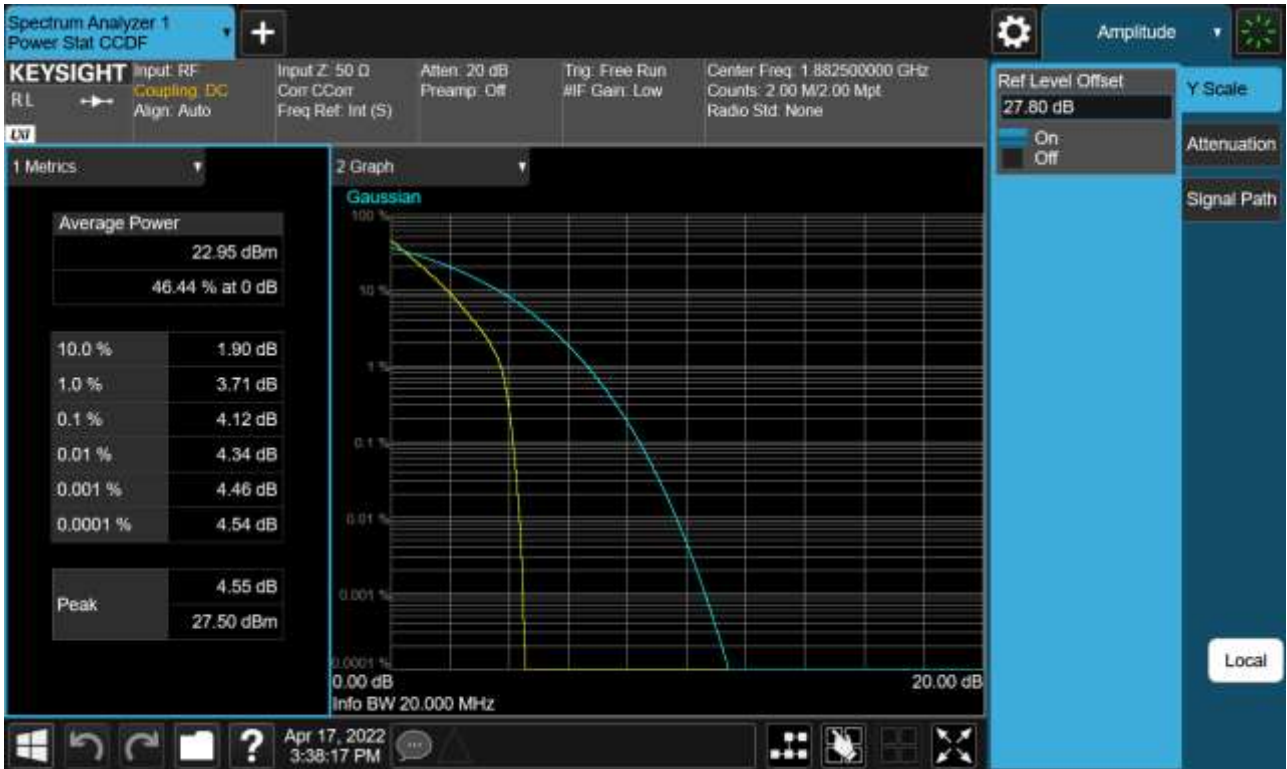 Spectrum Analyzer 1
Power Stat CCDF
+
Amplitude
KEYSIGHT
RL
LXI
Input: RF
Coupling: DC
Align: Auto
Input Z: 50 Ω
Corr CCorr
Freq Ref: Int (S)
Atten: 20 dB
Preamp: Off
Trig: Free Run
#IF Gain: Low
Center Freq: 1.882500000 GHz
Counts: 2.00 M/2.00 Mpt
Radio Std: None
Ref Level Offset
27.80 dB
On
Off
Y Scale
Attenuation
Signal Path
1 Metrics
Average Power
22.95 dBm
46.44 % at 0 dB
10.0 % 1.90 dB
1.0 % 3.71 dB
0.1 % 4.12 dB
0.01 % 4.34 dB
0.001 % 4.46 dB
0.0001 % 4.54 dB
Peak
4.55 dB
27.50 dBm
2 Graph
Gaussian
100 %
10 %
1 %
0.1 %
0.01 %
0.001 %
0.0001 %
0.00 dB 20.00 dB
Info BW 20.000 MHz
Local
?
Apr 17, 2022
3:38:17 PM